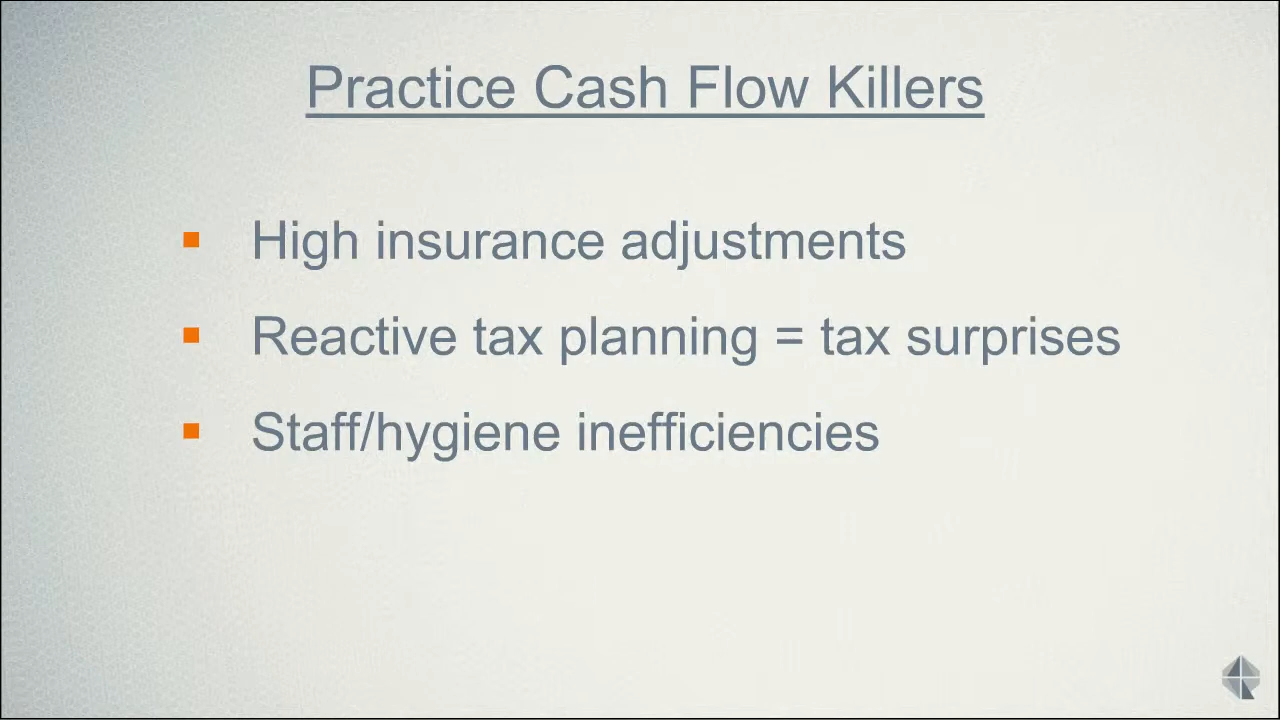 Practice Cash Flow Killers
High insurance adjustments
Reactive tax planning = tax surprises
Staff/hygiene inefficiencies